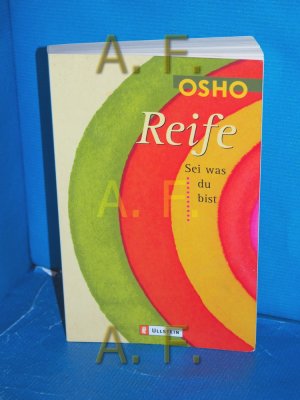 A. F.
OSHO
Reife
Sei was
du
bist
A. F.
ULLSTEIN
A. F.